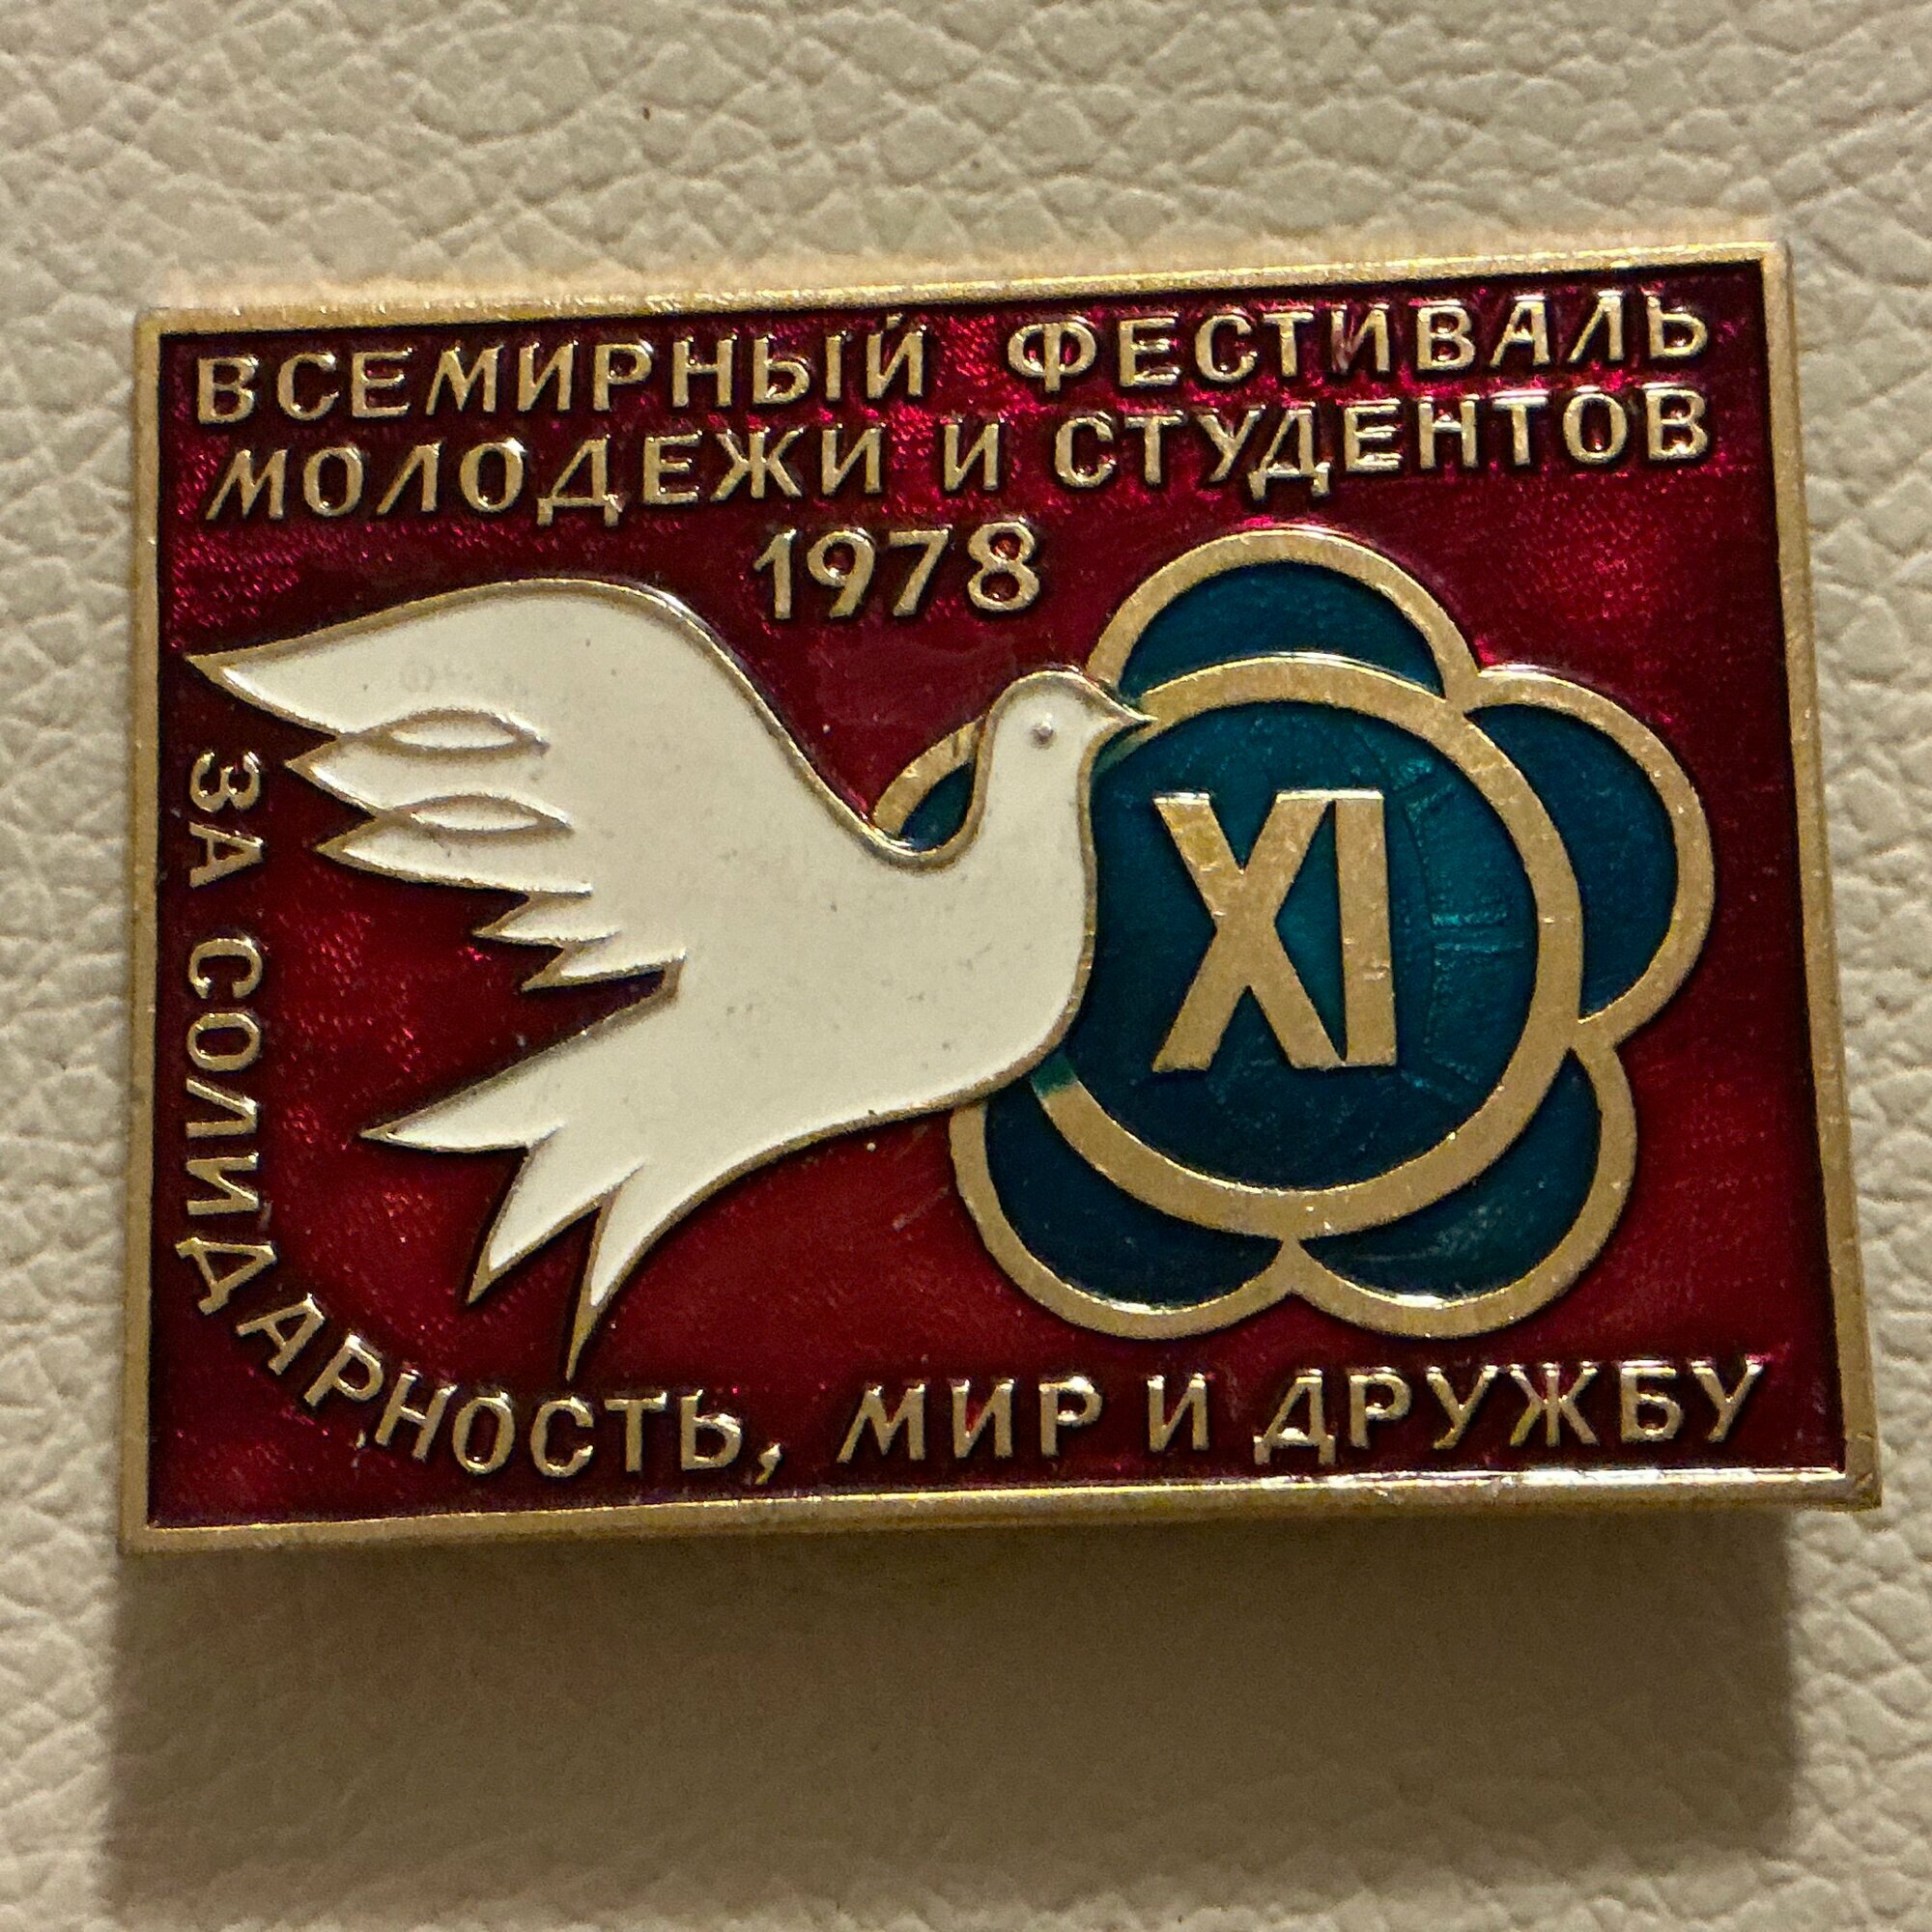 ВСЕМИРНЫЙ ФЕСТИВАЛЬ
МОЛОДЕЖИ И СТУДЕНТОВ
1978
XI
ЗА СОЛИДАРНОСТЬ, МИР И ДРУЖБУ